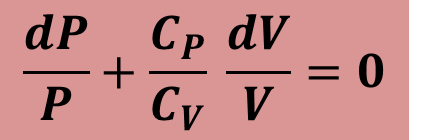 dP/P + C_P/C_V dV/V = 0